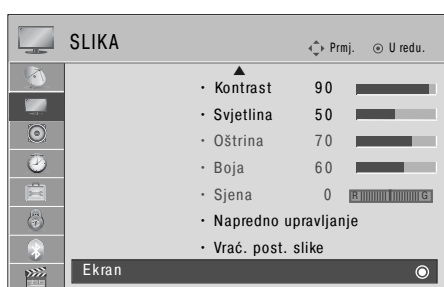 SLIKA Prmj. U redu.
• Kontrast 90
• Svjetlina 50
• Oštrina 70
• Boja 60
• Sjena 0 R G
• Napredno upravljanje
• Vrać. post. slike
Ekran